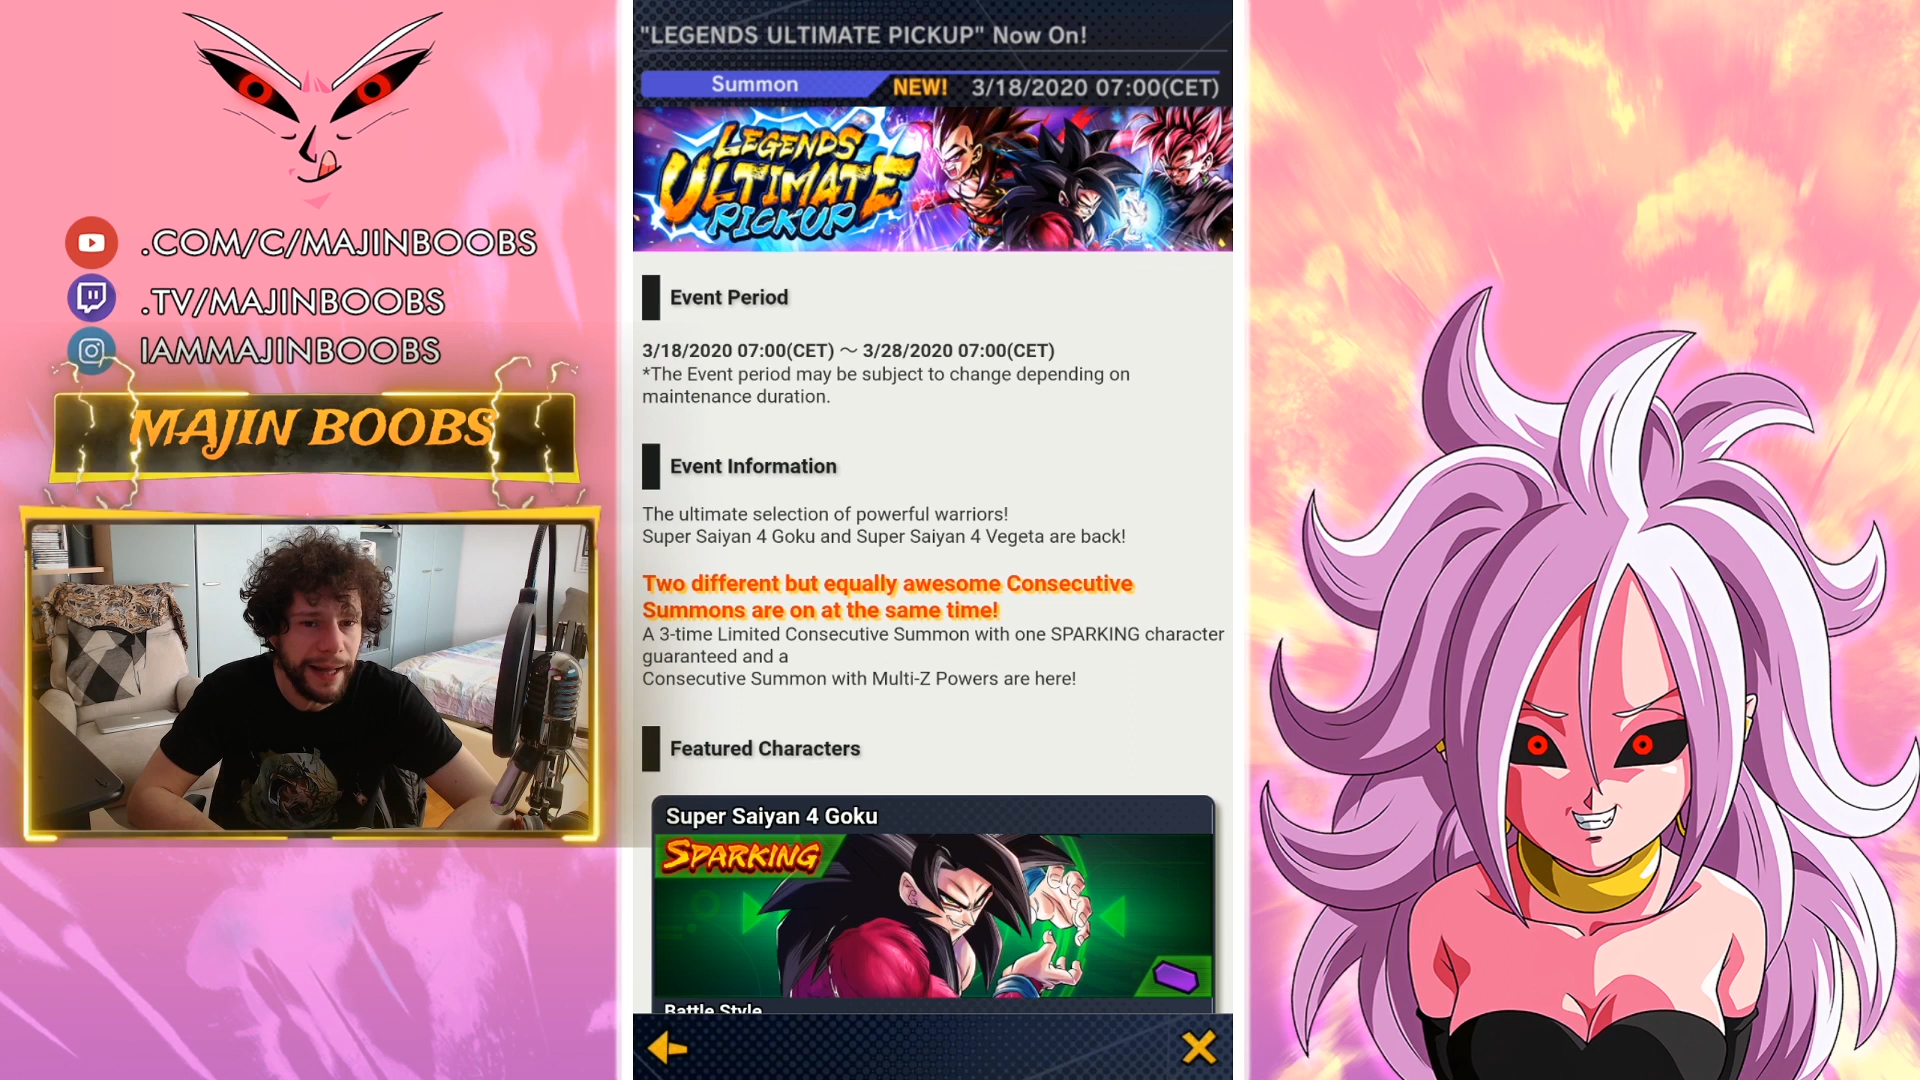 .COM/C/MAJINBOOBS
.TV/MAJINBOOBS
IAMMAJINBOOBS
MAJIN BOOBS
"LEGENDS ULTIMATE PICKUP" Now On!
Summon
NEW! 3/18/2020 07:00(CET)
LEGENDS
ULTIMATE
PICKUP
Event Period
3/18/2020 07:00(CET) ～ 3/28/2020 07:00(CET)
*The Event period may be subject to change depending on
maintenance duration.
Event Information
The ultimate selection of powerful warriors!
Super Saiyan 4 Goku and Super Saiyan 4 Vegeta are back!
Two different but equally awesome Consecutive
Summons are on at the same time!
A 3-time Limited Consecutive Summon with one SPARKING character
guaranteed and a
Consecutive Summon with Multi-Z Powers are here!
Featured Characters
Super Saiyan 4 Goku
SPARKING
Battle Style